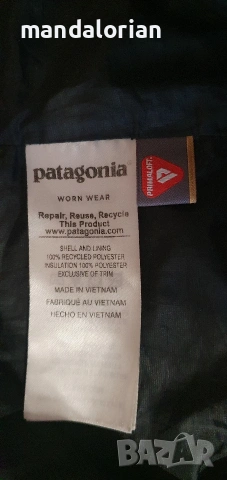 mandalorian
patagonia®
WORN WEAR
Repair, Reuse, Recycle
This Product
www.patagonia.com
SHELL AND LINING
100% RECYCLED POLYESTER
INSULATION 100% POLYESTER
EXCLUSIVE OF TRIM
MADE IN VIETNAM
FABRIQUÉ AU VIETNAM
HECHO EN VIETNAM
PRIMALOFT
BAZAR